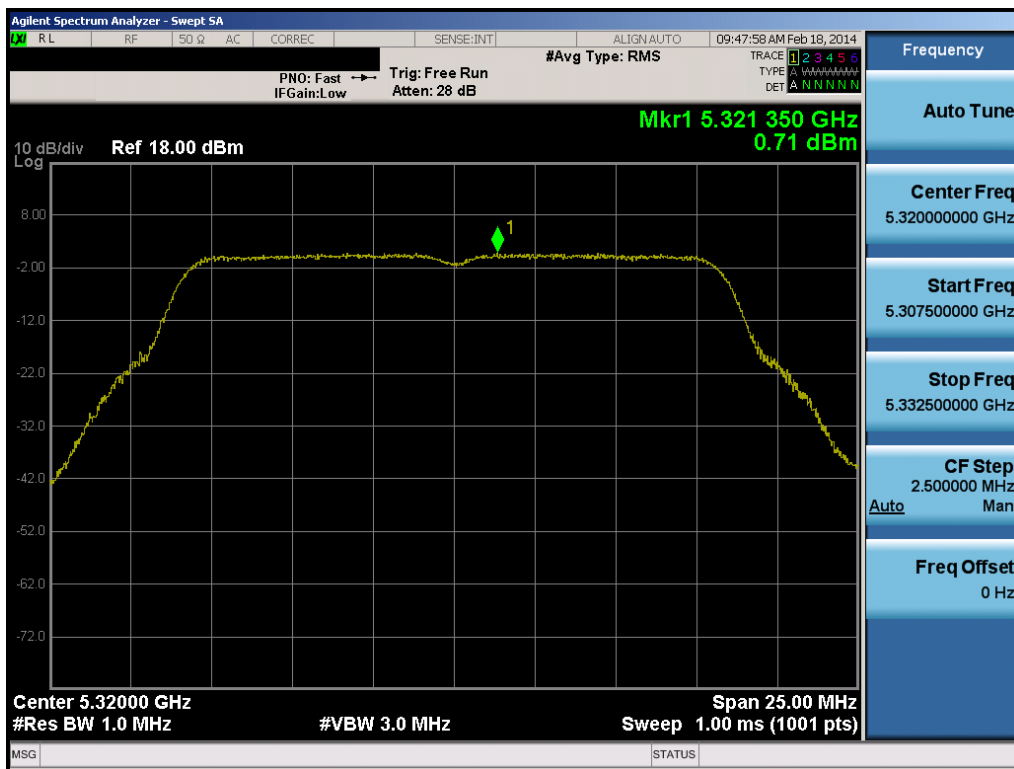 Agilent Spectrum Analyzer - Swept SA
LXI RL RF 50 Ω AC CORREC SENSE:INT ALIGNAUTO 09:47:58 AM Feb 18, 2014
#Avg Type: RMS TRACE 1 2 3 4 5 6
PNO: Fast Trig: Free Run TYPE A WWWWW
IFGain:Low Atten: 28 dB DET A N N N N N
Mkr1 5.321 350 GHz
0.71 dBm
10 dB/div Ref 18.00 dBm
Log
1
8.00
-2.00
-12.0
-22.0
-32.0
-42.0
-52.0
-62.0
-72.0
Center 5.32000 GHz Span 25.00 MHz
#Res BW 1.0 MHz #VBW 3.0 MHz Sweep 1.00 ms (1001 pts)
MSG STATUS
Frequency
Auto Tune
Center Freq
5.320000000 GHz
Start Freq
5.307500000 GHz
Stop Freq
5.332500000 GHz
CF Step
2.500000 MHz
Auto Man
Freq Offset
0 Hz